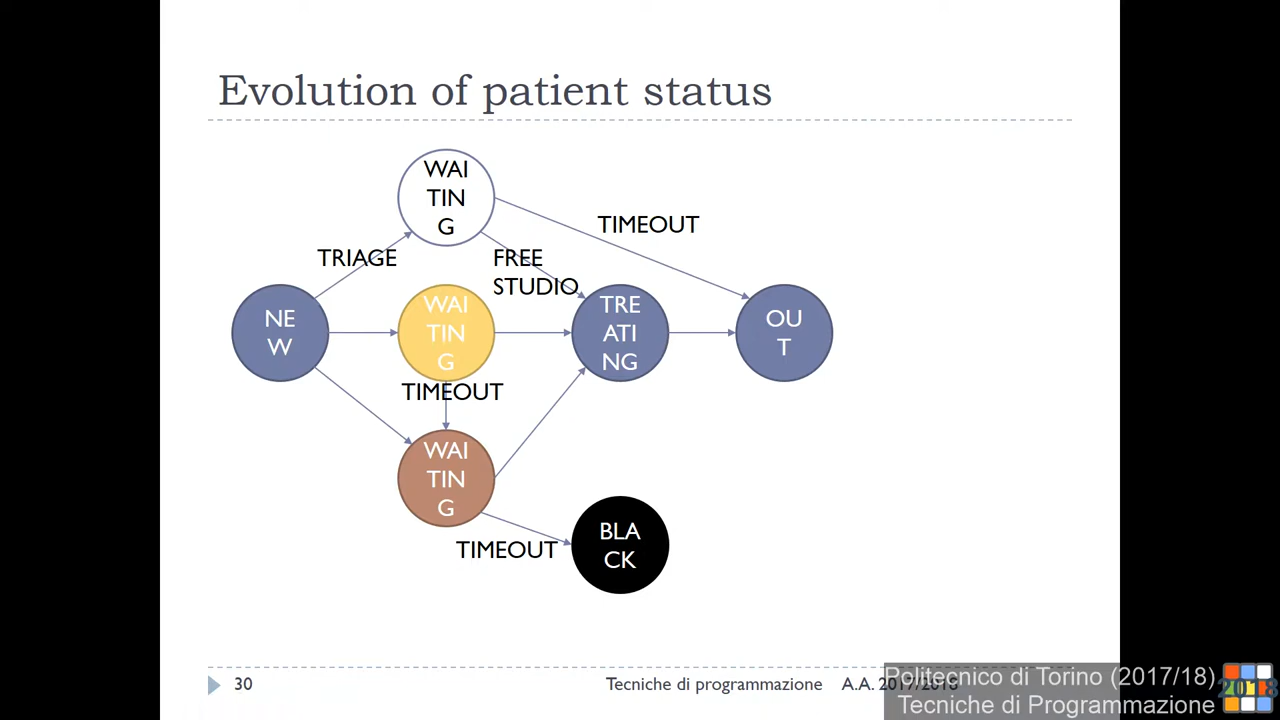 Evolution of patient status
WAI
TIN
G
TIMEOUT
TRIAGE
FREE
STUDIO
NE
W
WAI
TIN
G
TRE
ATI
NG
OU
T
TIMEOUT
WAI
TIN
G
BLA
CK
TIMEOUT
30
Tecniche di programmazione
A.A. 2017/2018
Politecnico di Torino (2017/18)
Tecniche di Programmazione
2018